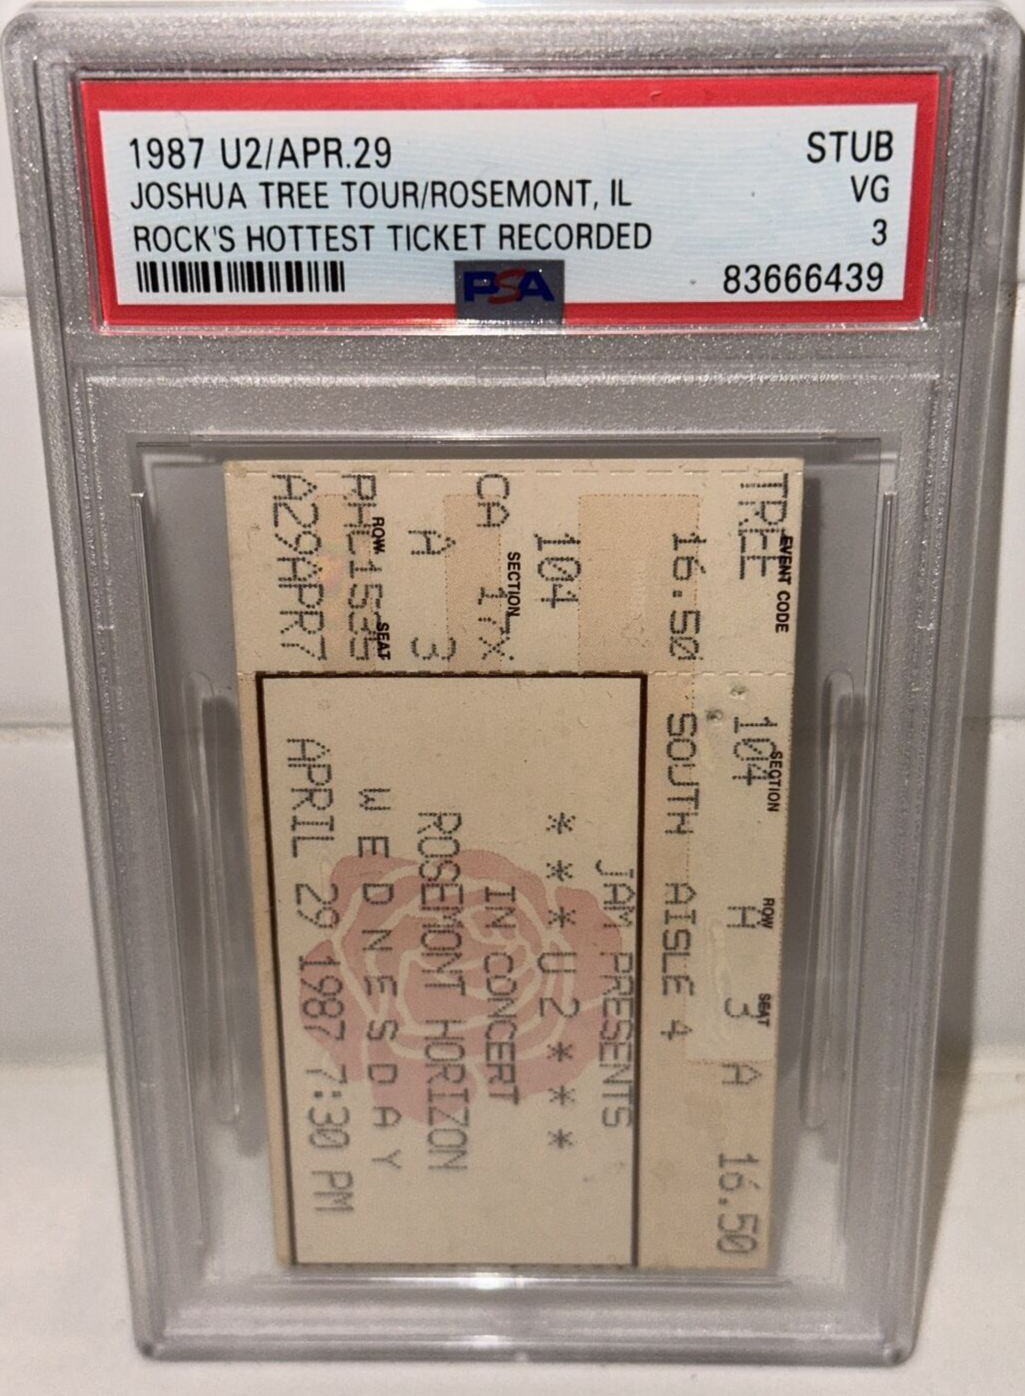 1987 U2/APR.29
STUB
JOSHUA TREE TOUR/ROSEMONT, IL
VG
ROCK'S HOTTEST TICKET RECORDED
3
PSA
83666439
TREE
EVENT CODE
16.50
104
SECTION
CA 17X
A 3
ROW SEAT
A29APR7
SECTION ROW SEAT
104 H 3 A 16.50
SOUTH AISLE 4
JAM PRESENTS
* * * * U2 * * * *
IN CONCERT
ROSEMONT HORIZON
W E D N E S D A Y
APRIL 29 1987 7:30 PM